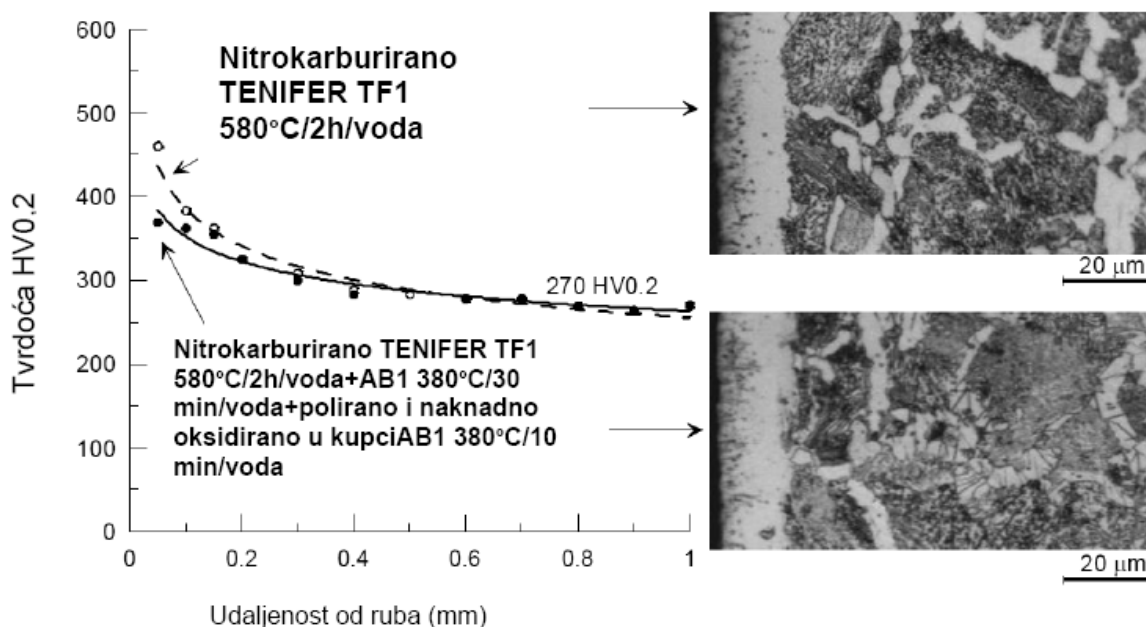 600
500
400
300
200
100
0
Tvrdoća HV0.2
Nitrokarburirano
TENIFER TF1
580°C/2h/voda
270 HV0.2
Nitrokarburirano TENIFER TF1
580°C/2h/voda+AB1 380°C/30
min/voda+polirano i naknadno
oksidirano u kupciAB1 380°C/10
min/voda
0 0.2 0.4 0.6 0.8 1
Udaljenost od ruba (mm)
20 μm
20 μm